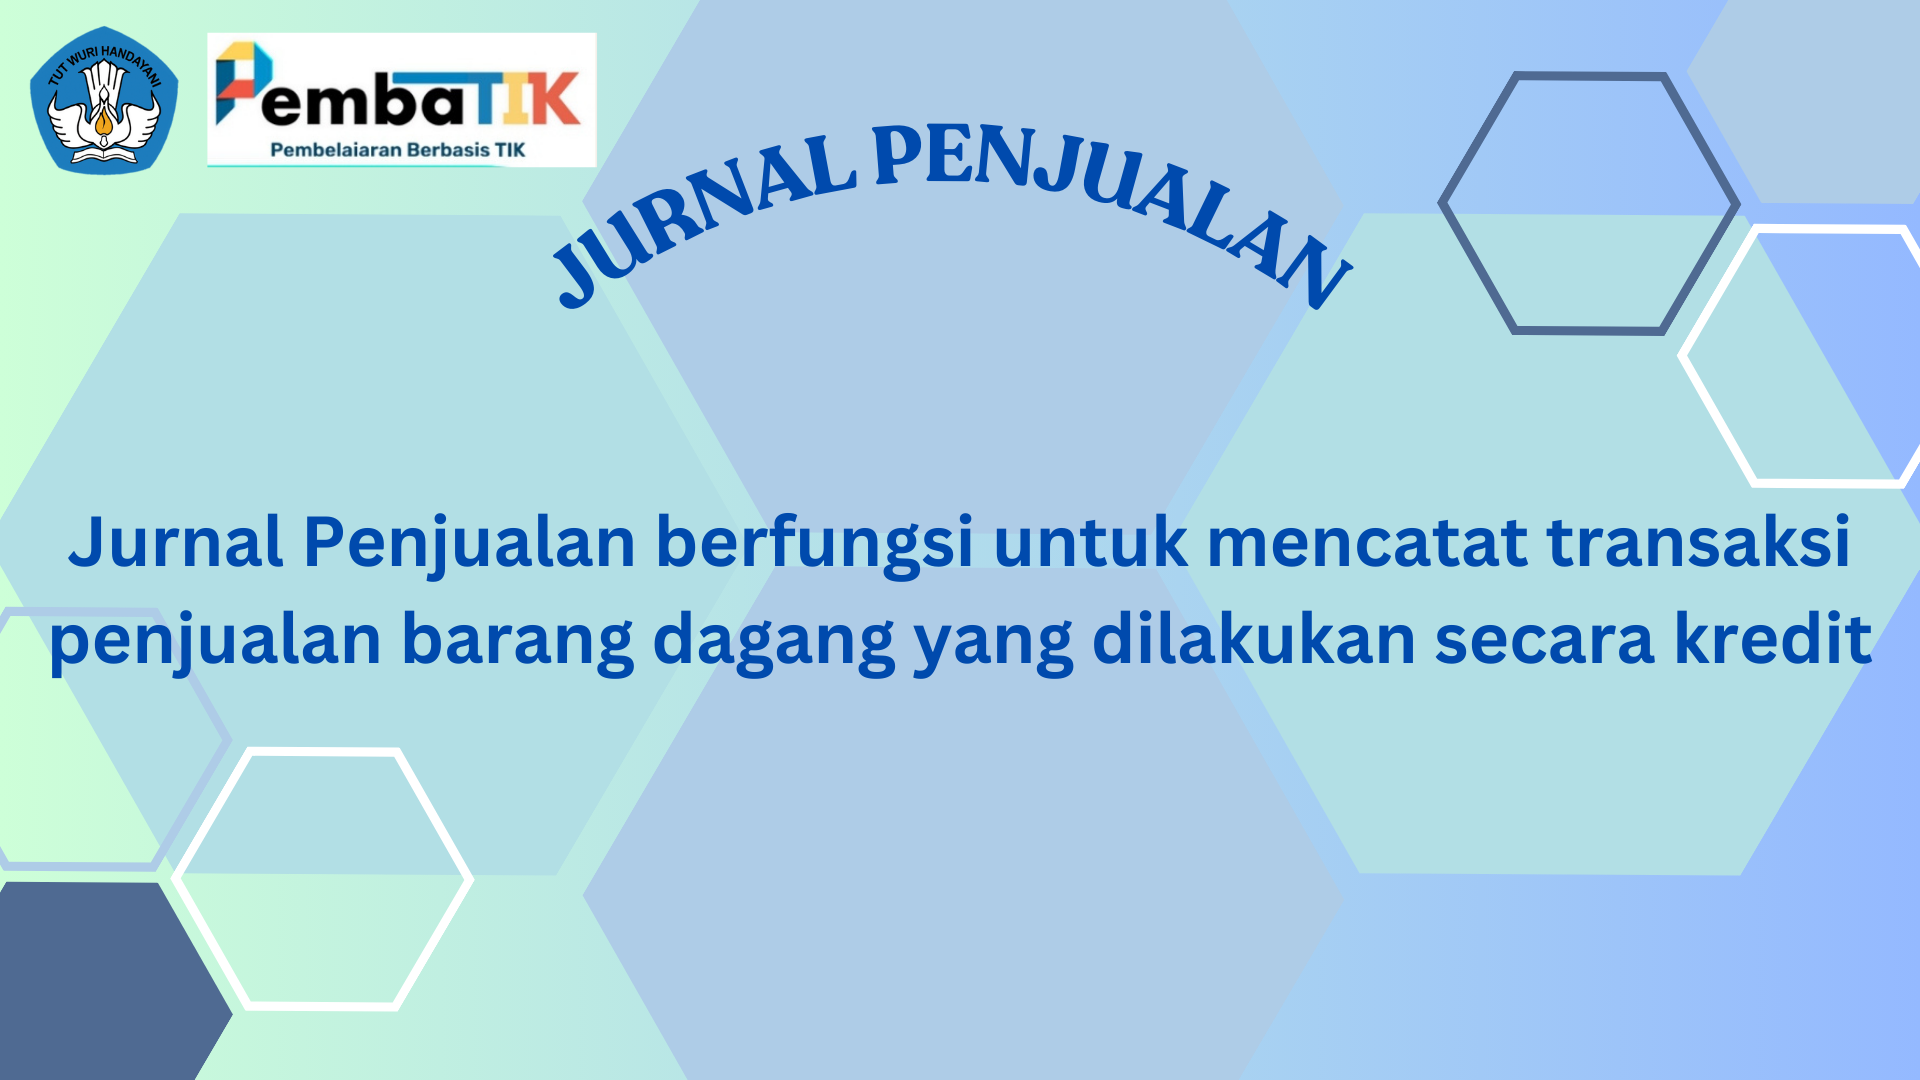 TUT WURI HANDAYANI
PembaTIK
Pembelaiaran Berbasis TIK
JURNAL PENJUALAN
Jurnal Penjualan berfungsi untuk mencatat transaksi
penjualan barang dagang yang dilakukan secara kredit